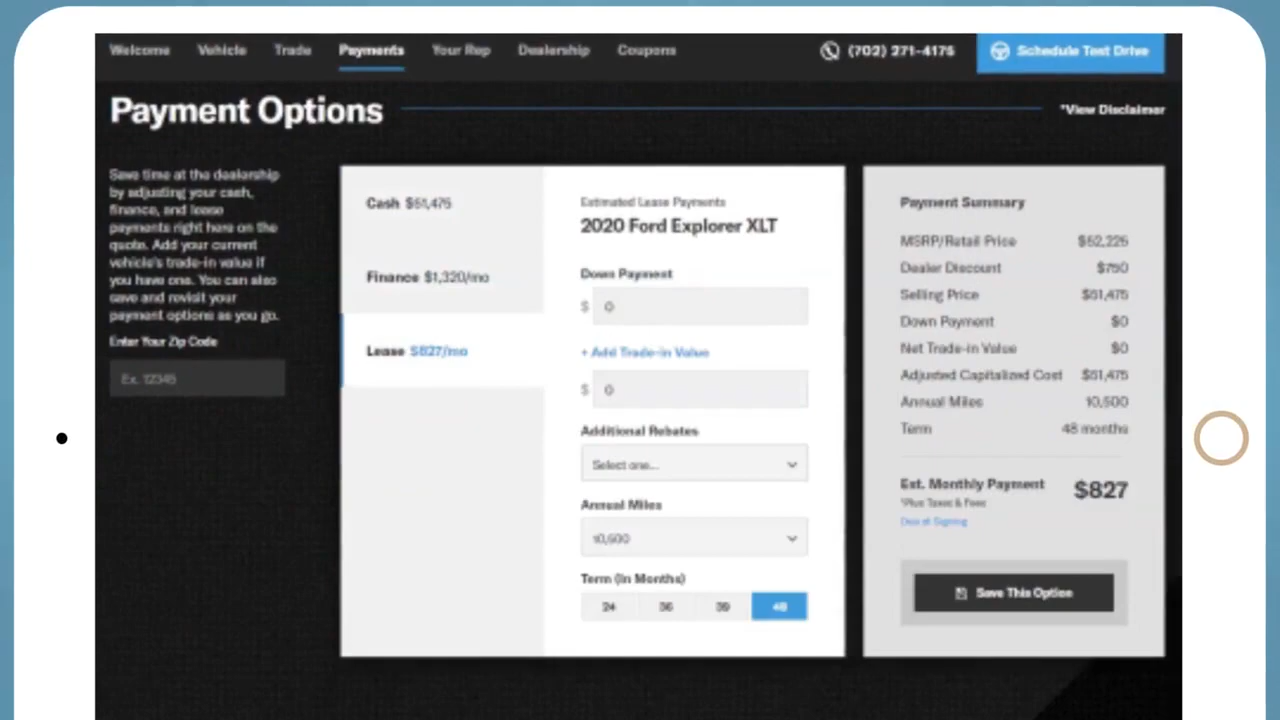 Welcome Vehicle Trade Payments Your Rep Dealership Coupons (702) 271-4175 Schedule Test Drive
Payment Options
*View Disclaimer
Save time at the dealership
by adjusting your cash,
finance, and lease
payments right here on the
quote. Add your current
vehicle's trade-in value if
you have one. You can also
save and revisit your
payment options as you go.
Enter Your Zip Code
Ex. 12345
Cash $51,475
Finance $1,320/mo
Lease $827/mo
Estimated Lease Payments
2020 Ford Explorer XLT
Down Payment
$ 0
+ Add Trade-in Value
$ 0
Additional Rebates
Select one...
Annual Miles
10,500
Term (In Months)
24 36 39 48
Payment Summary
MSRP/Retail Price $52,225
Dealer Discount $750
Selling Price $51,475
Down Payment $0
Net Trade-in Value $0
Adjusted Capitalized Cost $51,475
Annual Miles 10,500
Term 48 months
Est. Monthly Payment $827
*Plus Taxes & Fees
Due at Signing
Save This Option